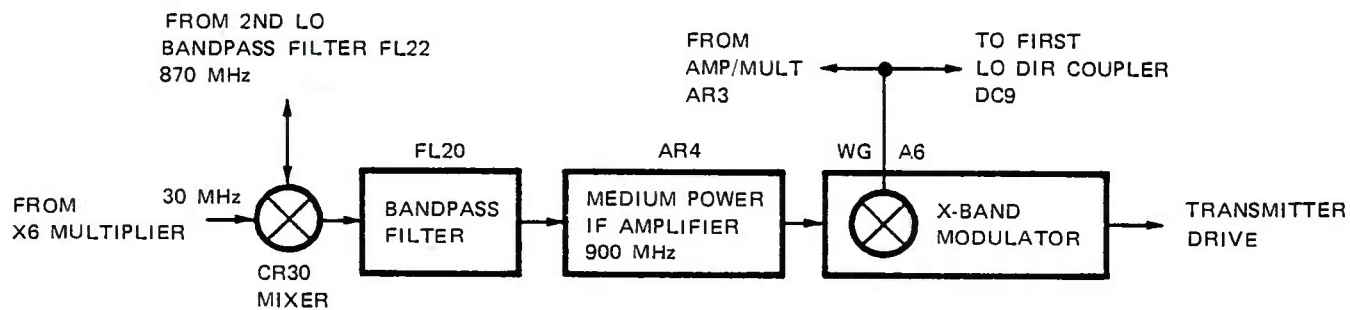 FROM 2ND LO
BANDPASS FILTER FL22
870 MHz
FROM
AMP/MULT
AR3
TO FIRST
LO DIR COUPLER
DC9
FL20
AR4
WG A6
FROM
X6 MULTIPLIER
30 MHz
CR30
MIXER
BANDPASS
FILTER
MEDIUM POWER
IF AMPLIFIER
900 MHz
X-BAND
MODULATOR
TRANSMITTER
DRIVE